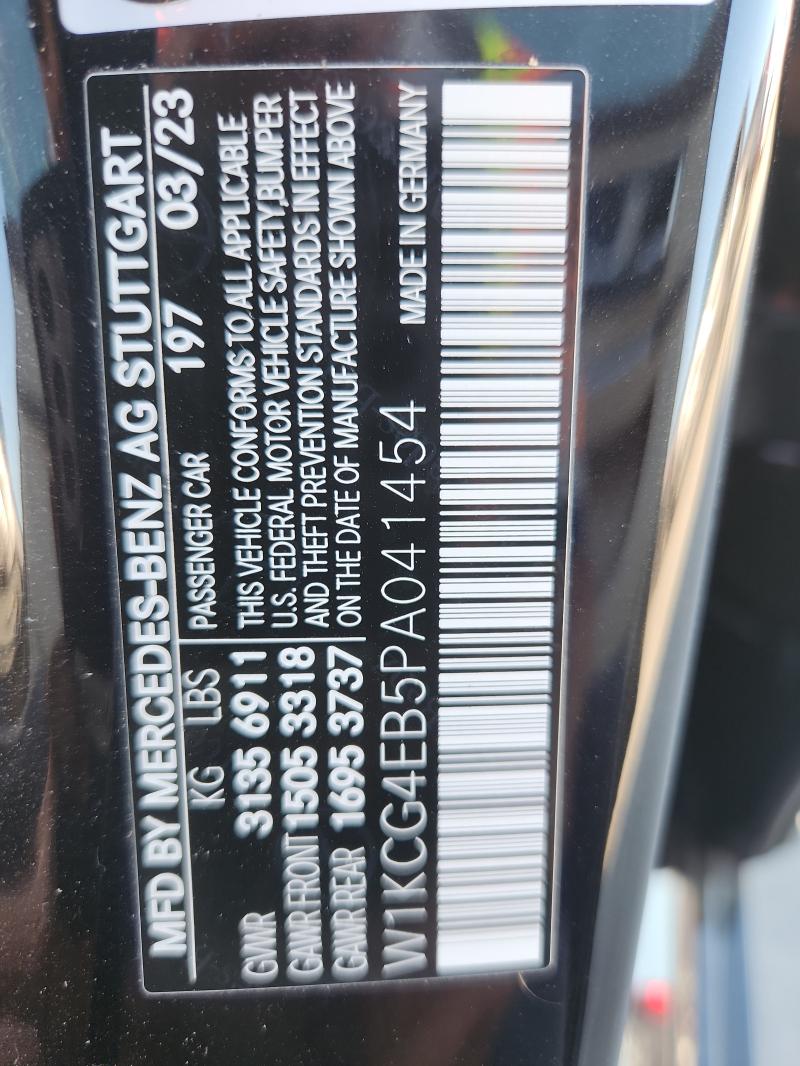 MFD BY MERCEDES-BENZ AG STUTTGART
KG LBS PASSENGER CAR 197 03/23
GVWR 3135 6911
GAWR FRONT 1505 3318
GAWR REAR 1695 3737
THIS VEHICLE CONFORMS TO ALL APPLICABLE
U.S. FEDERAL MOTOR VEHICLE SAFETY,BUMPER
AND THEFT PREVENTION STANDARDS IN EFFECT
ON THE DATE OF MANUFACTURE SHOWN ABOVE
W1KCG4EB5PA041454 MADE IN GERMANY